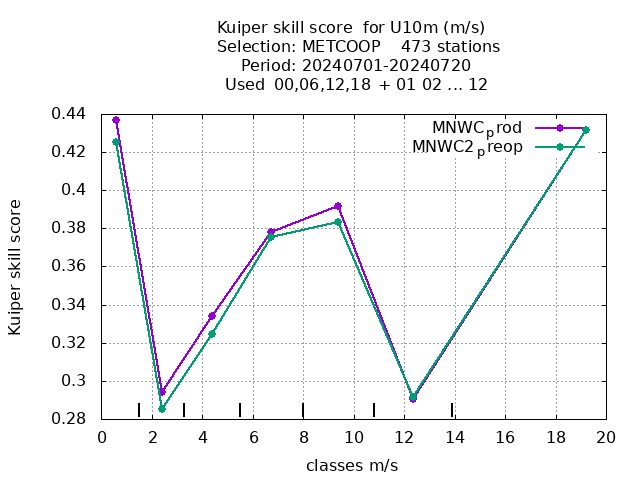 Kuiper skill score  for U10m (m/s)
Selection: METCOOP    473 stations
Period: 20240701-20240720
Used  00,06,12,18  + 01 02 ... 12
MNWCprod
MNWC2preop
Kuiper skill score
0.44
0.42
0.4
0.38
0.36
0.34
0.32
0.3
0.28
0 2 4 6 8 10 12 14 16 18 20
classes m/s